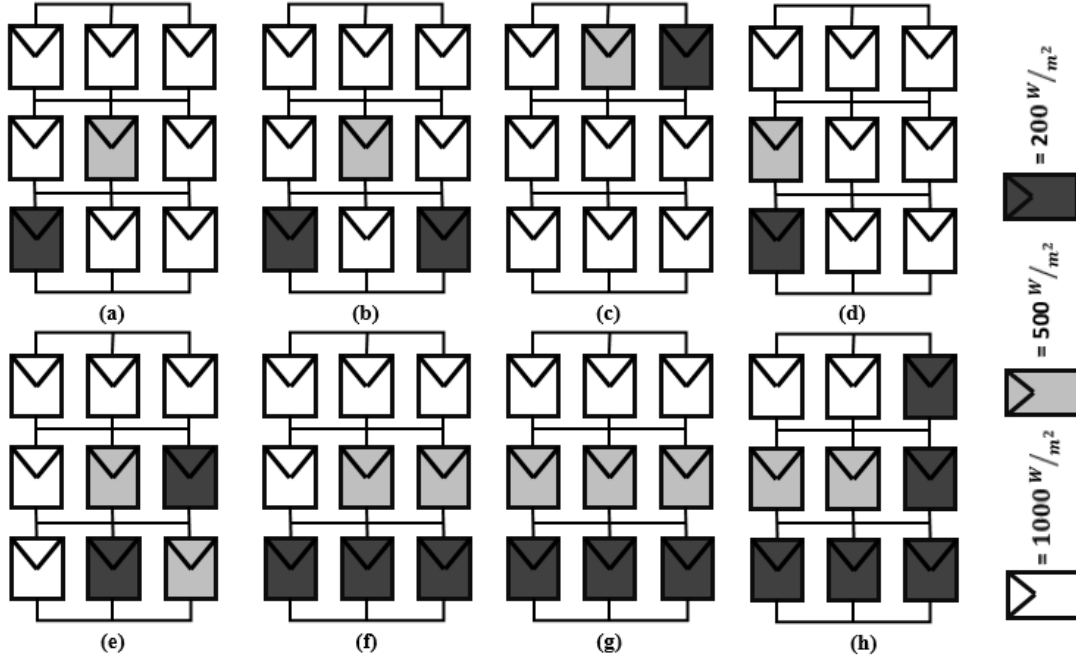 (a)
(b)
(c)
(d)
(e)
(f)
(g)
(h)
= 200 W/m²
= 500 W/m²
= 1000 W/m²